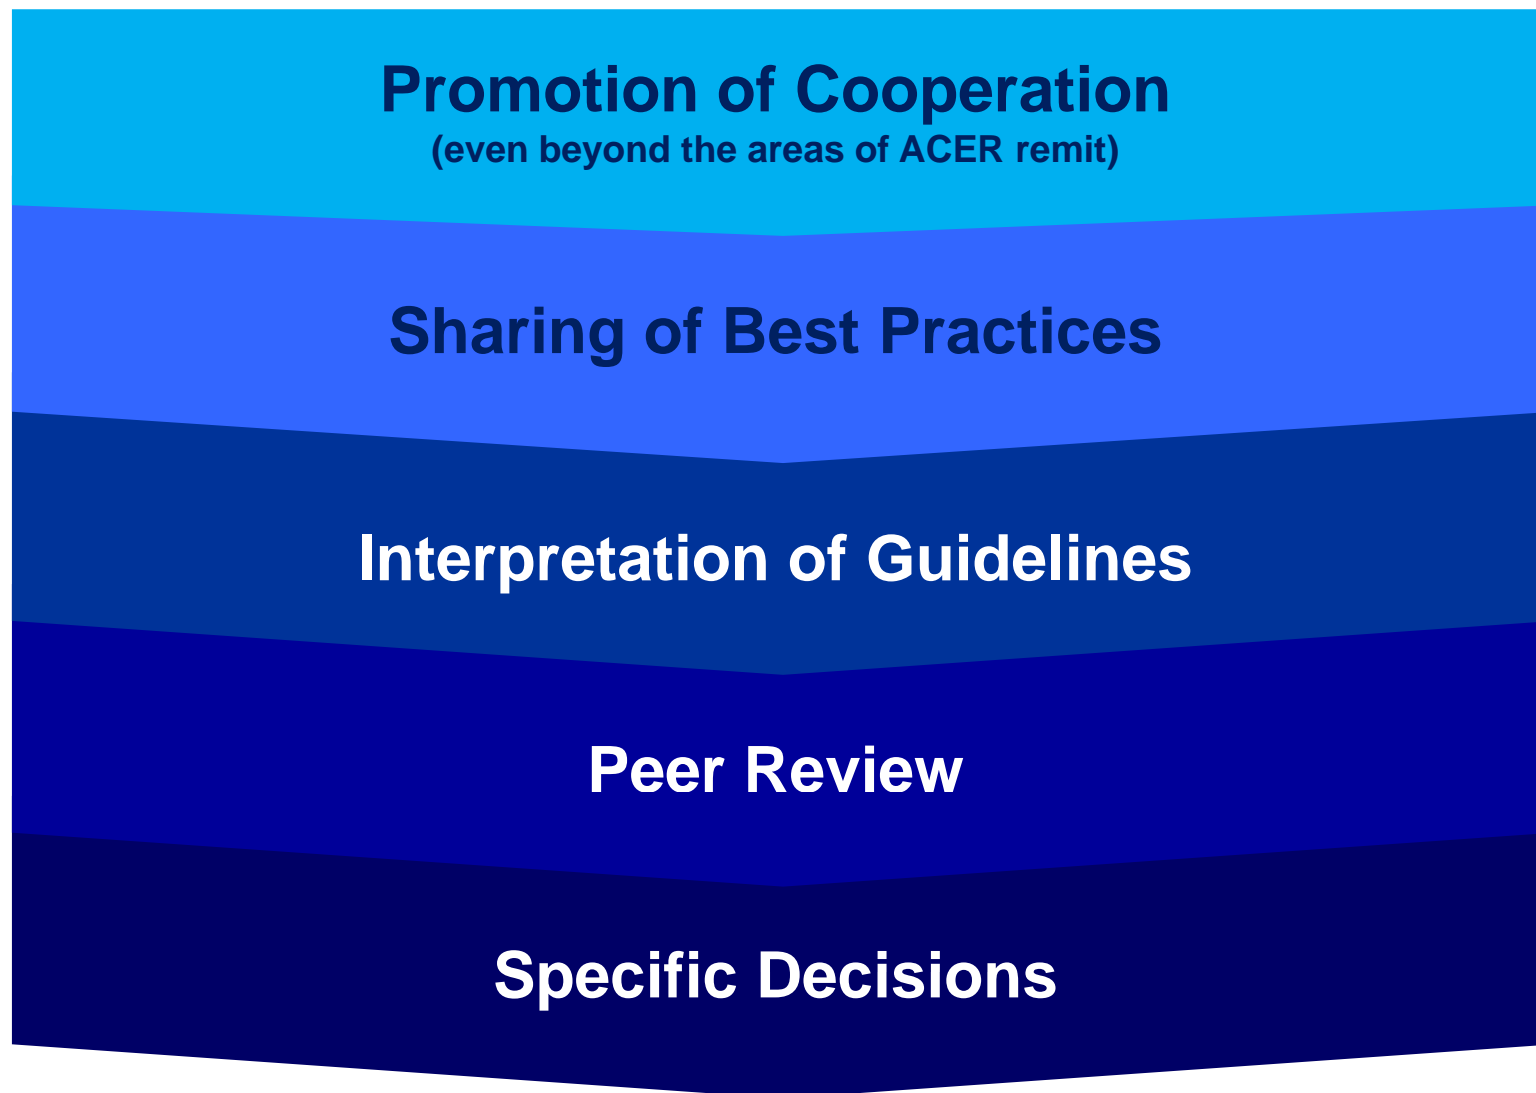 Promotion of Cooperation
(even beyond the areas of ACER remit)
Sharing of Best Practices
Interpretation of Guidelines
Peer Review
Specific Decisions